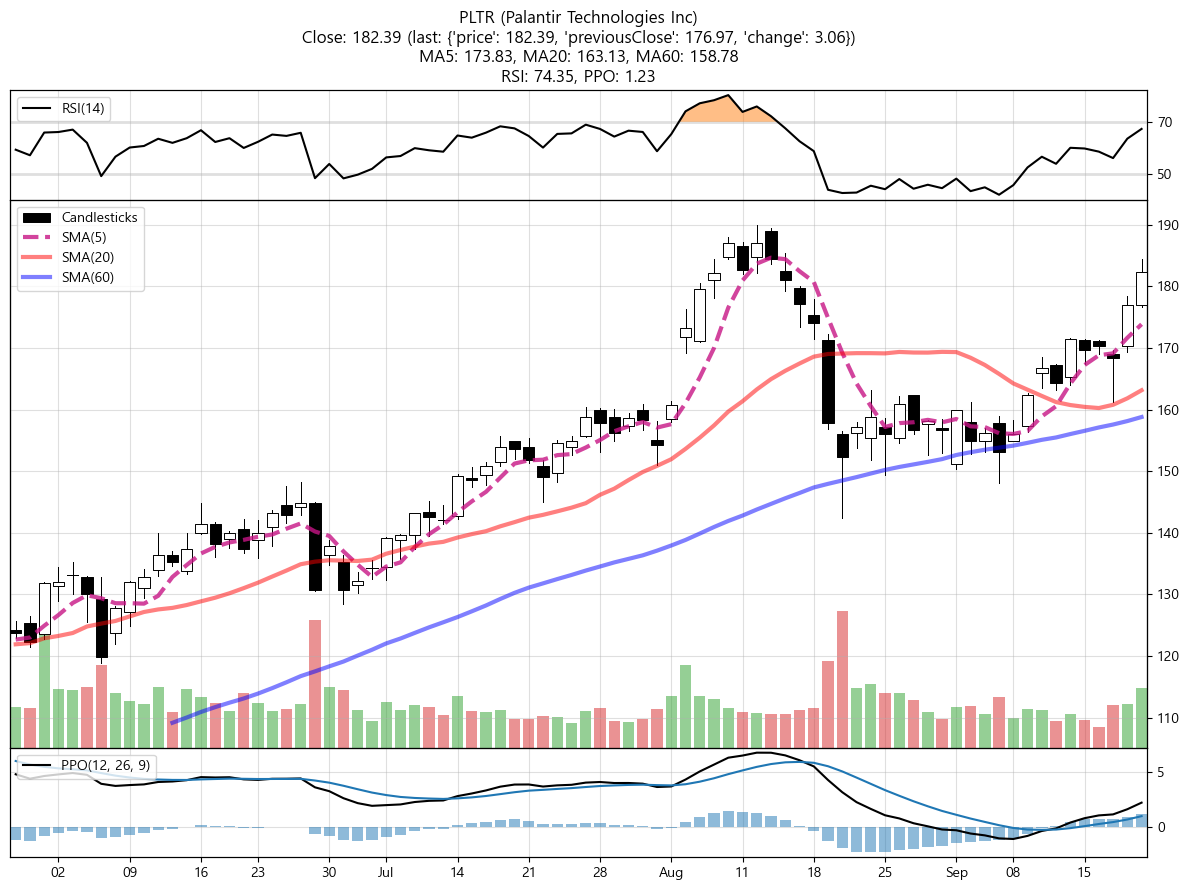 PLTR (Palantir Technologies Inc)
Close: 182.39 (last: {'price': 182.39, 'previousClose': 176.97, 'change': 3.06})
MA5: 173.83, MA20: 163.13, MA60: 158.78
RSI: 74.35, PPO: 1.23
RSI(14)
70
50
Candlesticks
SMA(5)
SMA(20)
SMA(60)
190
180
170
160
150
140
130
120
110
PPO(12, 26, 9)
5
0
02 09 16 23 30 Jul 14 21 28 Aug 11 18 25 Sep 08 15